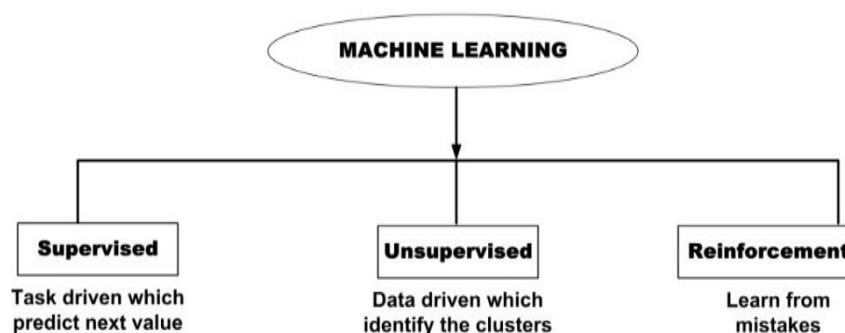 MACHINE LEARNING
Supervised
Task driven which
predict next value
Unsupervised
Data driven which
identify the clusters
Reinforcement
Learn from
mistakes